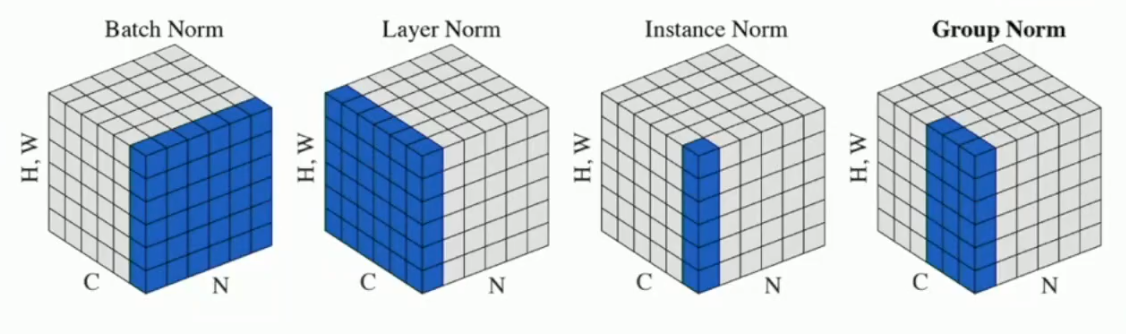 Batch Norm
Layer Norm
Instance Norm
Group Norm
H, W
C
N
H, W
C
N
H, W
C
N
H, W
C
N